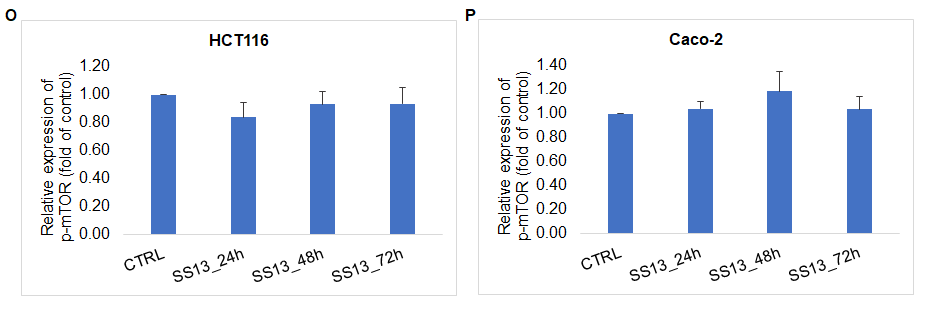 O
HCT116
Relative expression of
p-mTOR (fold of control)
1.20
1.00
0.80
0.60
0.40
0.20
0.00
CTRL
SS13_24h
SS13_48h
SS13_72h
P
Caco-2
Relative expression of
p-mTOR (fold of control)
1.40
1.20
1.00
0.80
0.60
0.40
0.20
0.00
CTRL
SS13_24h
SS13_48h
SS13_72h